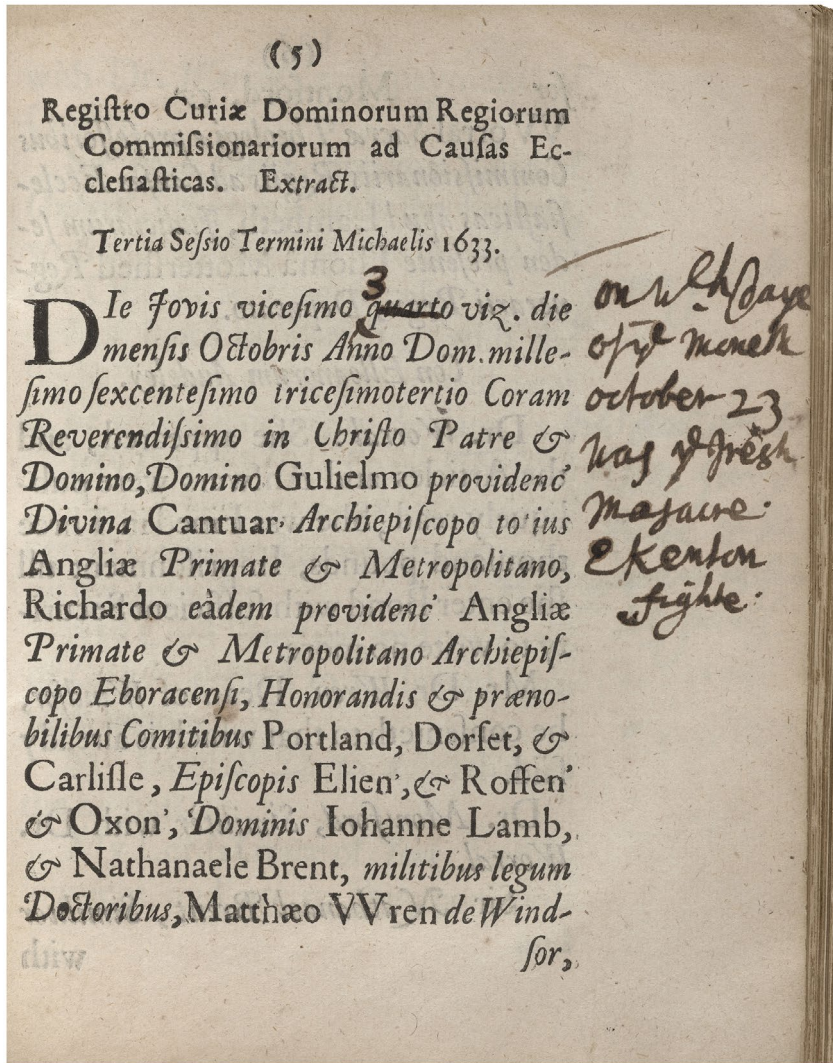 (5)
Regiſtro Curiæ Dominorum Regiorum
Commiſsionariorum ad Cauſas Ec-
cleſiaſticas. Extract.
Tertia Seſsio Termini Michaelis 1633.
DIe Jovis viceſimo quarto viz. die
3
menſis Octobris Anno Dom. mille-
ſimo ſexcenteſimo triceſimotertio Coram
Reverendiſsimo in Chriſto Patre &
Domino, Domino Gulielmo providenc'
Divina Cantuar. Archiepiſcopo to ius
Angliæ Primate & Metropolitano,
Richardo eàdem providenc' Angliæ
Primate & Metropolitano Archiepiſ-
copo Eboracenſi, Honorandis & præno-
bilibus Comitibus Portland, Dorſet, &
Carliſle, Epiſcopis Elien', & Roffen'
& Oxon', Dominis Iohanne Lamb,
& Nathanaele Brent, militibus legum
Doctoribus, Matthæo VVren de Wind-
ſor,
on wch Daye
of ye moneth
october 23
was ye Iresh
Masacre.
& Kenton
fighte.